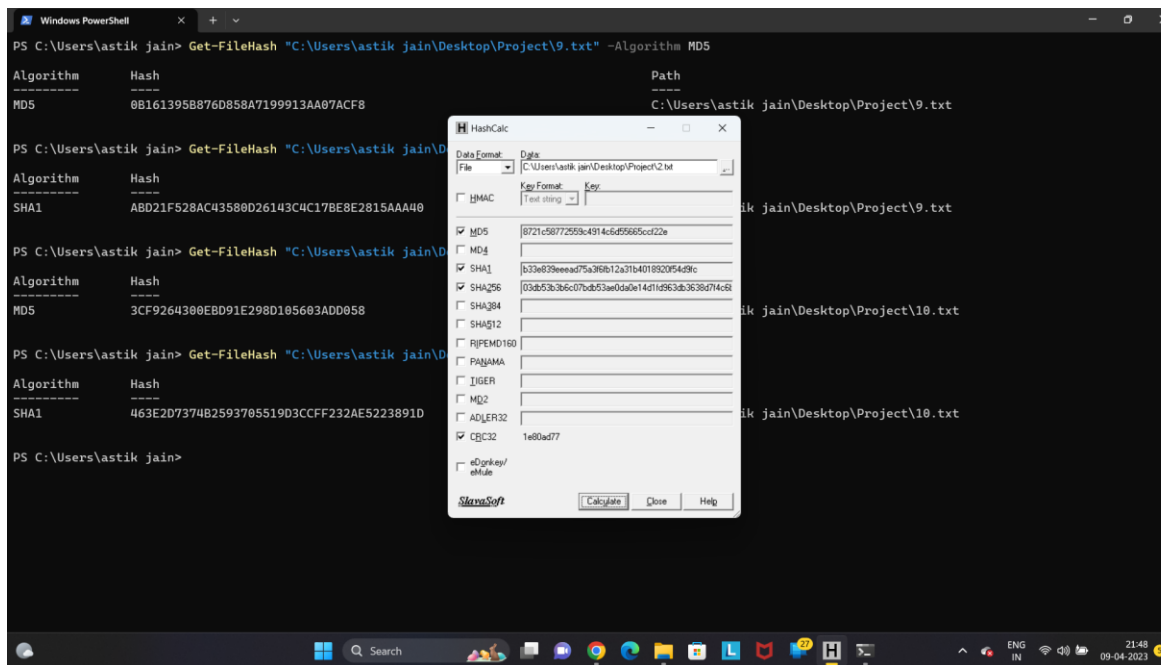 Windows PowerShell
PS C:\Users\astik jain> Get-FileHash "C:\Users\astik jain\Desktop\Project\9.txt" -Algorithm MD5
Algorithm Hash Path
--------- ---- ----
MD5 0B161395B876D858A7199913AA07ACF8 C:\Users\astik jain\Desktop\Project\9.txt
PS C:\Users\astik jain> Get-FileHash "C:\Users\astik jain\D
Algorithm Hash
--------- ----
SHA1 ABD21F528AC43580D26143C4C17BE8E2815AAA40 ik jain\Desktop\Project\9.txt
PS C:\Users\astik jain> Get-FileHash "C:\Users\astik jain\D
Algorithm Hash
--------- ----
MD5 3CF9264300EBD91E298D105603ADD058 ik jain\Desktop\Project\10.txt
PS C:\Users\astik jain> Get-FileHash "C:\Users\astik jain\D
Algorithm Hash
--------- ----
SHA1 463E2D7374B2593705519D3CCFF232AE5223891D ik jain\Desktop\Project\10.txt
PS C:\Users\astik jain>
H HashCalc
Data Format: Data:
File C:\Users\astik jain\Desktop\Project\2.txt ...
Key Format: Key:
HMAC Text string
MD5 8721c58772559c4914c6d55665ccf22e
MD4
SHA1
SHA256
SHA384
SHA512
RIPEMD160
PANAMA
TIGER
MD2
ADLER32
CRC32 1e80ad77
eDonkey/
eMule
SlavaSoft Calculate Close Help
Search 27 H ENG 21:48
IN 09-04-2023